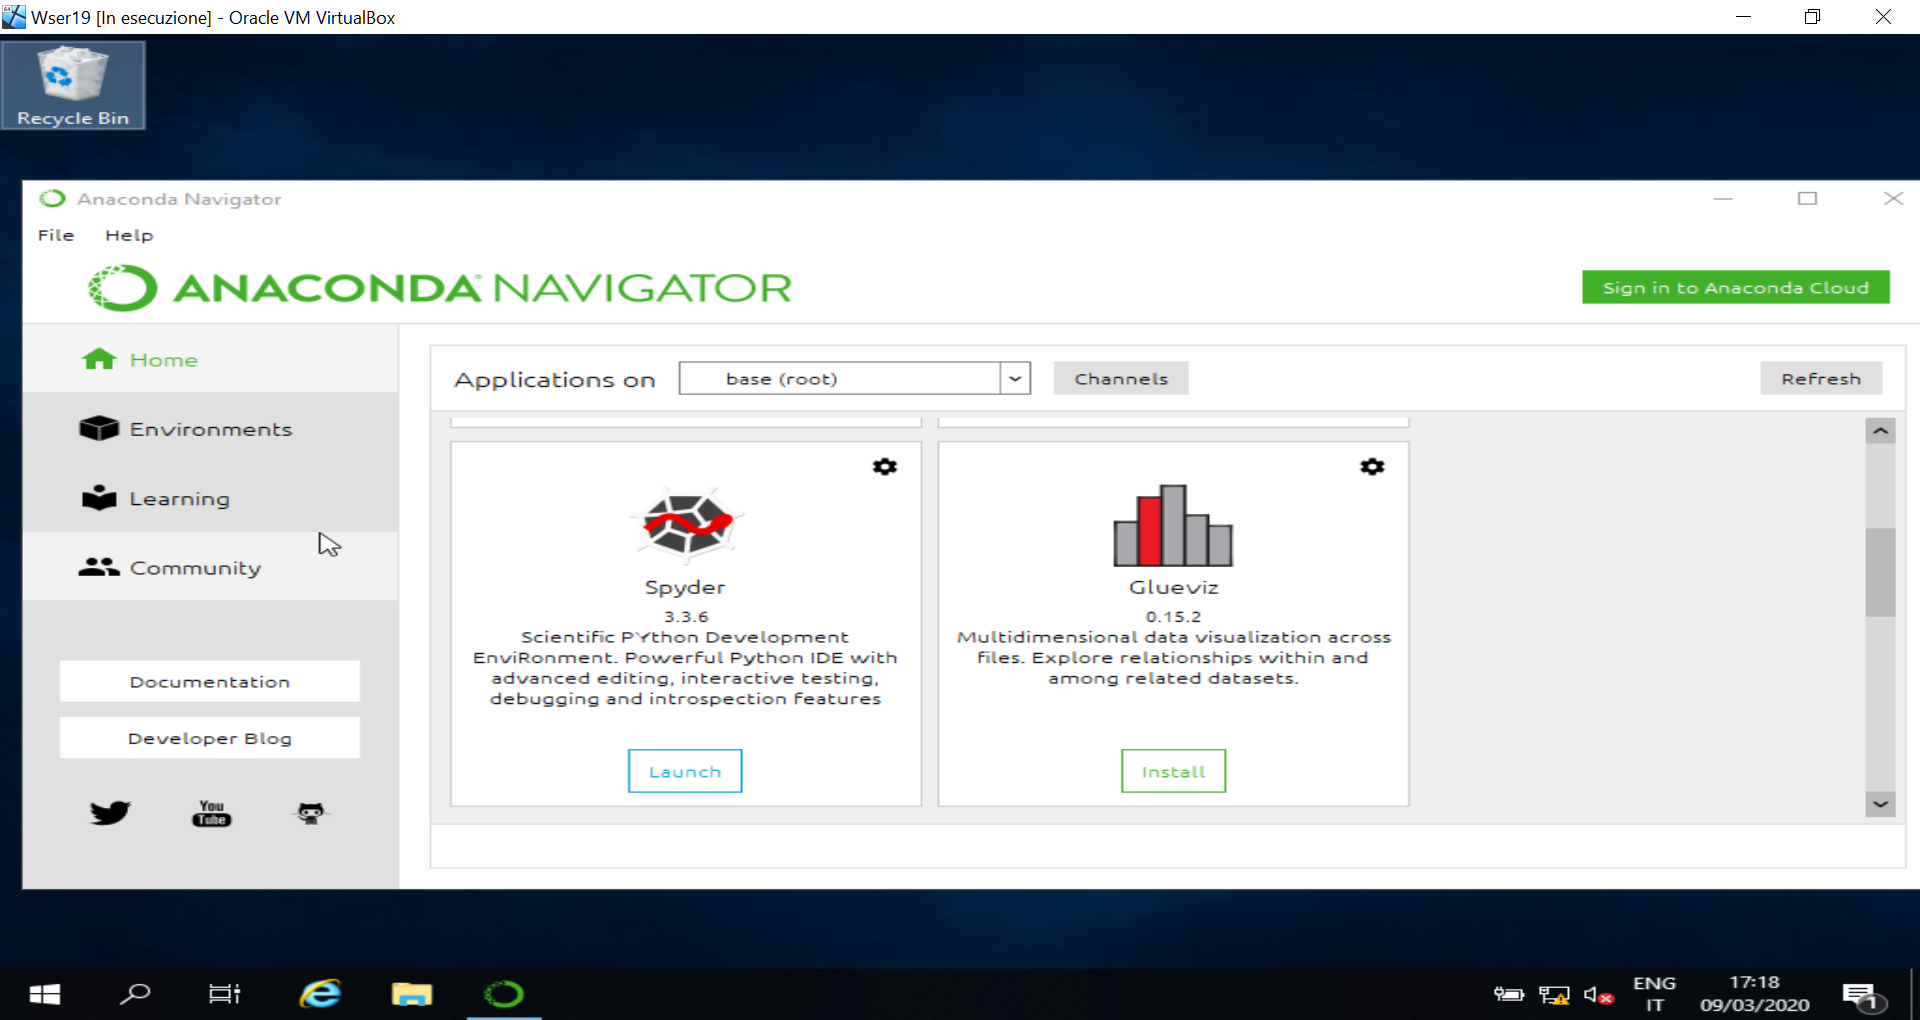 Wser19 [In esecuzione] - Oracle VM VirtualBox
Recycle Bin
Anaconda Navigator
File Help
ANACONDA NAVIGATOR
Sign in to Anaconda Cloud
Home
Environments
Learning
Community
Documentation
Developer Blog
You
Tube
Applications on base (root) Channels Refresh
Spyder
3.3.6
Scientific PYthon Development
EnviRonment. Powerful Python IDE with
advanced editing, interactive testing,
debugging and introspection features
Launch
Glueviz
0.15.2
Multidimensional data visualization across
files. Explore relationships within and
among related datasets.
Install
ENG
IT
17:18
09/03/2020
1